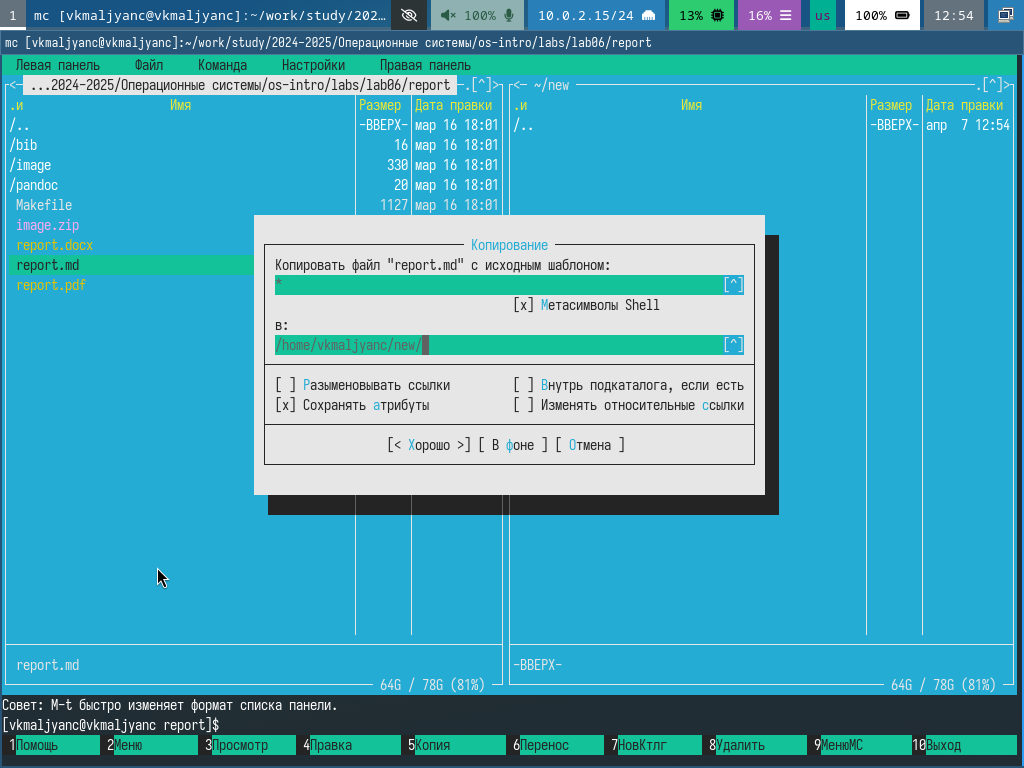 1 mc [vkmaljyanc@vkmaljyanc]:~/work/study/202… 100% 10.0.2.15/24 13% 16% us 100% 12:54
mc [vkmaljyanc@vkmaljyanc]:~/work/study/2024-2025/Операционные системы/os-intro/labs/lab06/report
Левая панель Файл Команда Настройки Правая панель
<— ...2024-2025/Операционные системы/os-intro/labs/lab06/report —.[^]> <— ~/new .[^]>
.и Имя Размер Дата правки .и Имя Размер Дата правки
/.. -ВВЕРХ- мар 16 18:01 /.. -ВВЕРХ- апр 7 12:54
/bib 16 мар 16 18:01
/image 330 мар 16 18:01
/pandoc 20 мар 16 18:01
Makefile 1127 мар 16 18:01
image.zip
report.docx
report.md
report.pdf
Копирование
Копировать файл "report.md" с исходным шаблоном:
* [^]
[x] Метасимволы Shell
в:
/home/vkmaljyanc/new/ [^]
[ ] Разыменовывать ссылки [ ] Внутрь подкаталога, если есть
[x] Сохранять атрибуты [ ] Изменять относительные ссылки
[< Хорошо >] [ В фоне ] [ Отмена ]
report.md -ВВЕРХ-
64G / 78G (81%) 64G / 78G (81%)
Совет: M-t быстро изменяет формат списка панели.
[vkmaljyanc@vkmaljyanc report]$
1Помощь 2Меню 3Просмотр 4Правка 5Копия 6Перенос 7НовКтлг 8Удалить 9МенюМС 10Выход